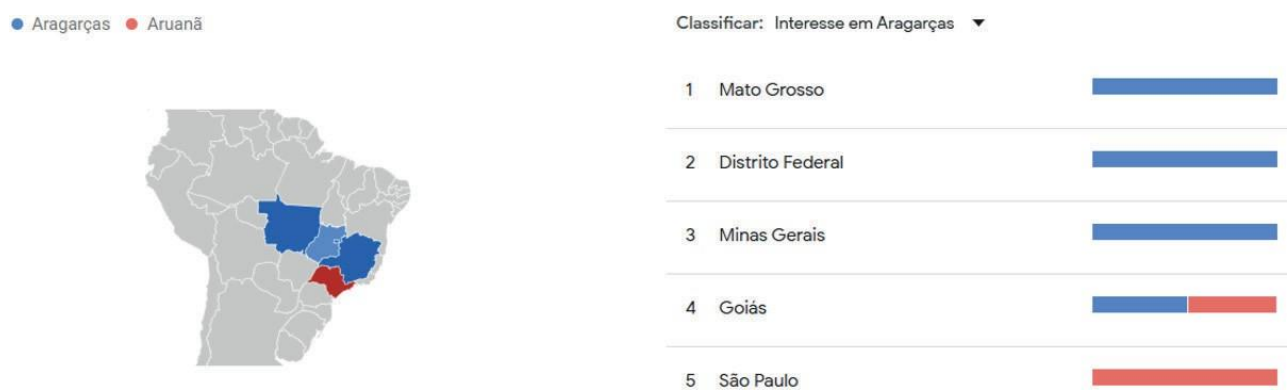 Aragarças Aruanã
Classificar: Interesse em Aragarças
1 Mato Grosso
2 Distrito Federal
3 Minas Gerais
4 Goiás
5 São Paulo